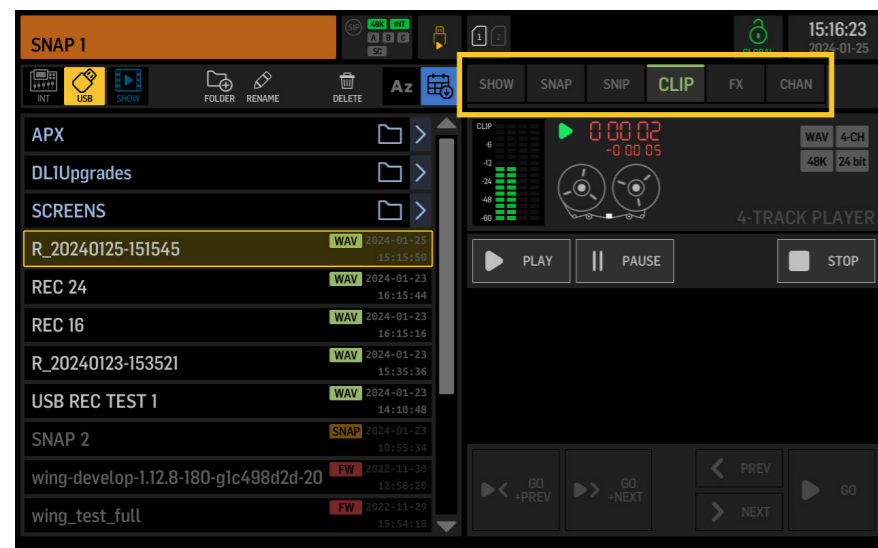 SNAP 1
SIP
48K INT
A B C
SC
1 2
GLOBAL
15:16:23
2024-01-25
INT
USB
SHOW
FOLDER
RENAME
DELETE
Az
SHOW
SNAP
SNIP
CLIP
FX
CHAN
APX
DL1Upgrades
SCREENS
R_20240125-151545
WAV 2024-01-25
15:15:50
REC 24
WAV 2024-01-23
16:15:44
REC 16
WAV 2024-01-23
16:15:16
R_20240123-153521
WAV 2024-01-23
15:35:36
USB REC TEST 1
WAV 2024-01-23
14:10:48
SNAP 2
SNAP 2024-01-23
10:55:34
wing-develop-1.12.8-180-g1c498d2d-20
FW 2022-11-30
12:58:20
wing_test_full
FW 2022-11-29
15:54:10
CLIP
-6
-12
-24
-48
-60
0 00 02
-0 00 05
WAV 4-CH
48K 24 bit
4-TRACK PLAYER
PLAY
PAUSE
STOP
GO
+PREV
GO
+NEXT
PREV
NEXT
GO